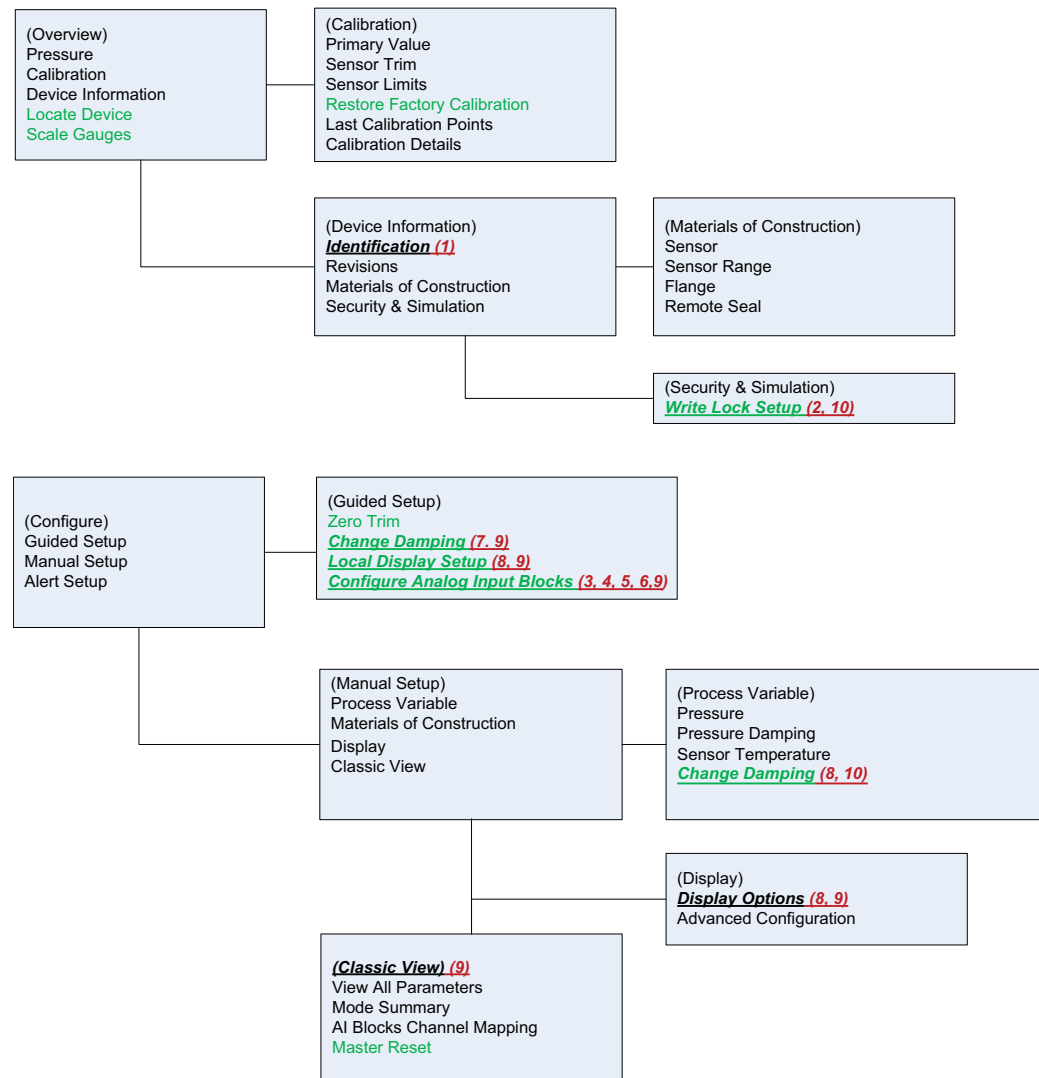 (Overview)
Pressure
Calibration
Device Information
Locate Device
Scale Gauges
(Calibration)
Primary Value
Sensor Trim
Sensor Limits
Restore Factory Calibration
Last Calibration Points
Calibration Details
(Device Information)
Identification (1)
Revisions
Materials of Construction
Security & Simulation
(Materials of Construction)
Sensor
Sensor Range
Flange
Remote Seal
(Security & Simulation)
Write Lock Setup (2, 10)
(Configure)
Guided Setup
Manual Setup
Alert Setup
(Guided Setup)
Zero Trim
Change Damping (7. 9)
Local Display Setup (8, 9)
Configure Analog Input Blocks (3, 4, 5, 6,9)
(Manual Setup)
Process Variable
Materials of Construction
Display
Classic View
(Process Variable)
Pressure
Pressure Damping
Sensor Temperature
Change Damping (8, 10)
(Display)
Display Options (8, 9)
Advanced Configuration
(Classic View) (9)
View All Parameters
Mode Summary
AI Blocks Channel Mapping
Master Reset